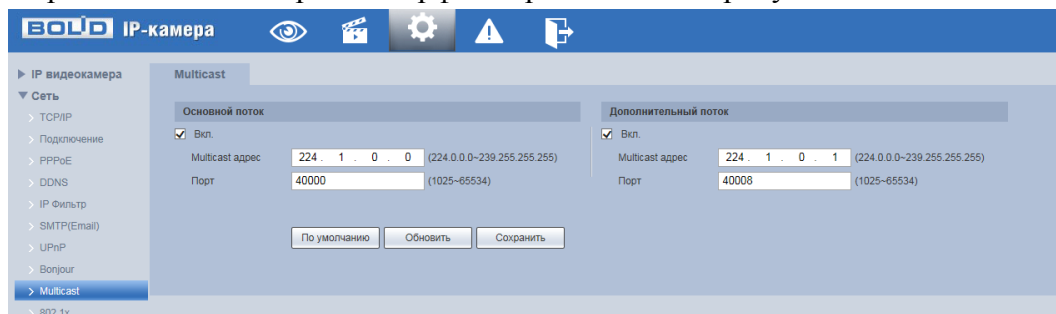 BOLID IP-камера
IP видеокамера
Сеть
TCP/IP
Подключение
PPPoE
DDNS
IP Фильтр
SMTP(Email)
UPnP
Bonjour
Multicast
802.1x
Multicast
Основной поток
Вкл.
Multicast адрес 224 . 1 . 0 . 0 (224.0.0.0~239.255.255.255)
Порт 40000 (1025~65534)
По умолчанию Обновить Сохранить
Дополнительный поток
Вкл.
Multicast адрес 224 . 1 . 0 . 1 (224.0.0.0~239.255.255.255)
Порт 40008 (1025~65534)